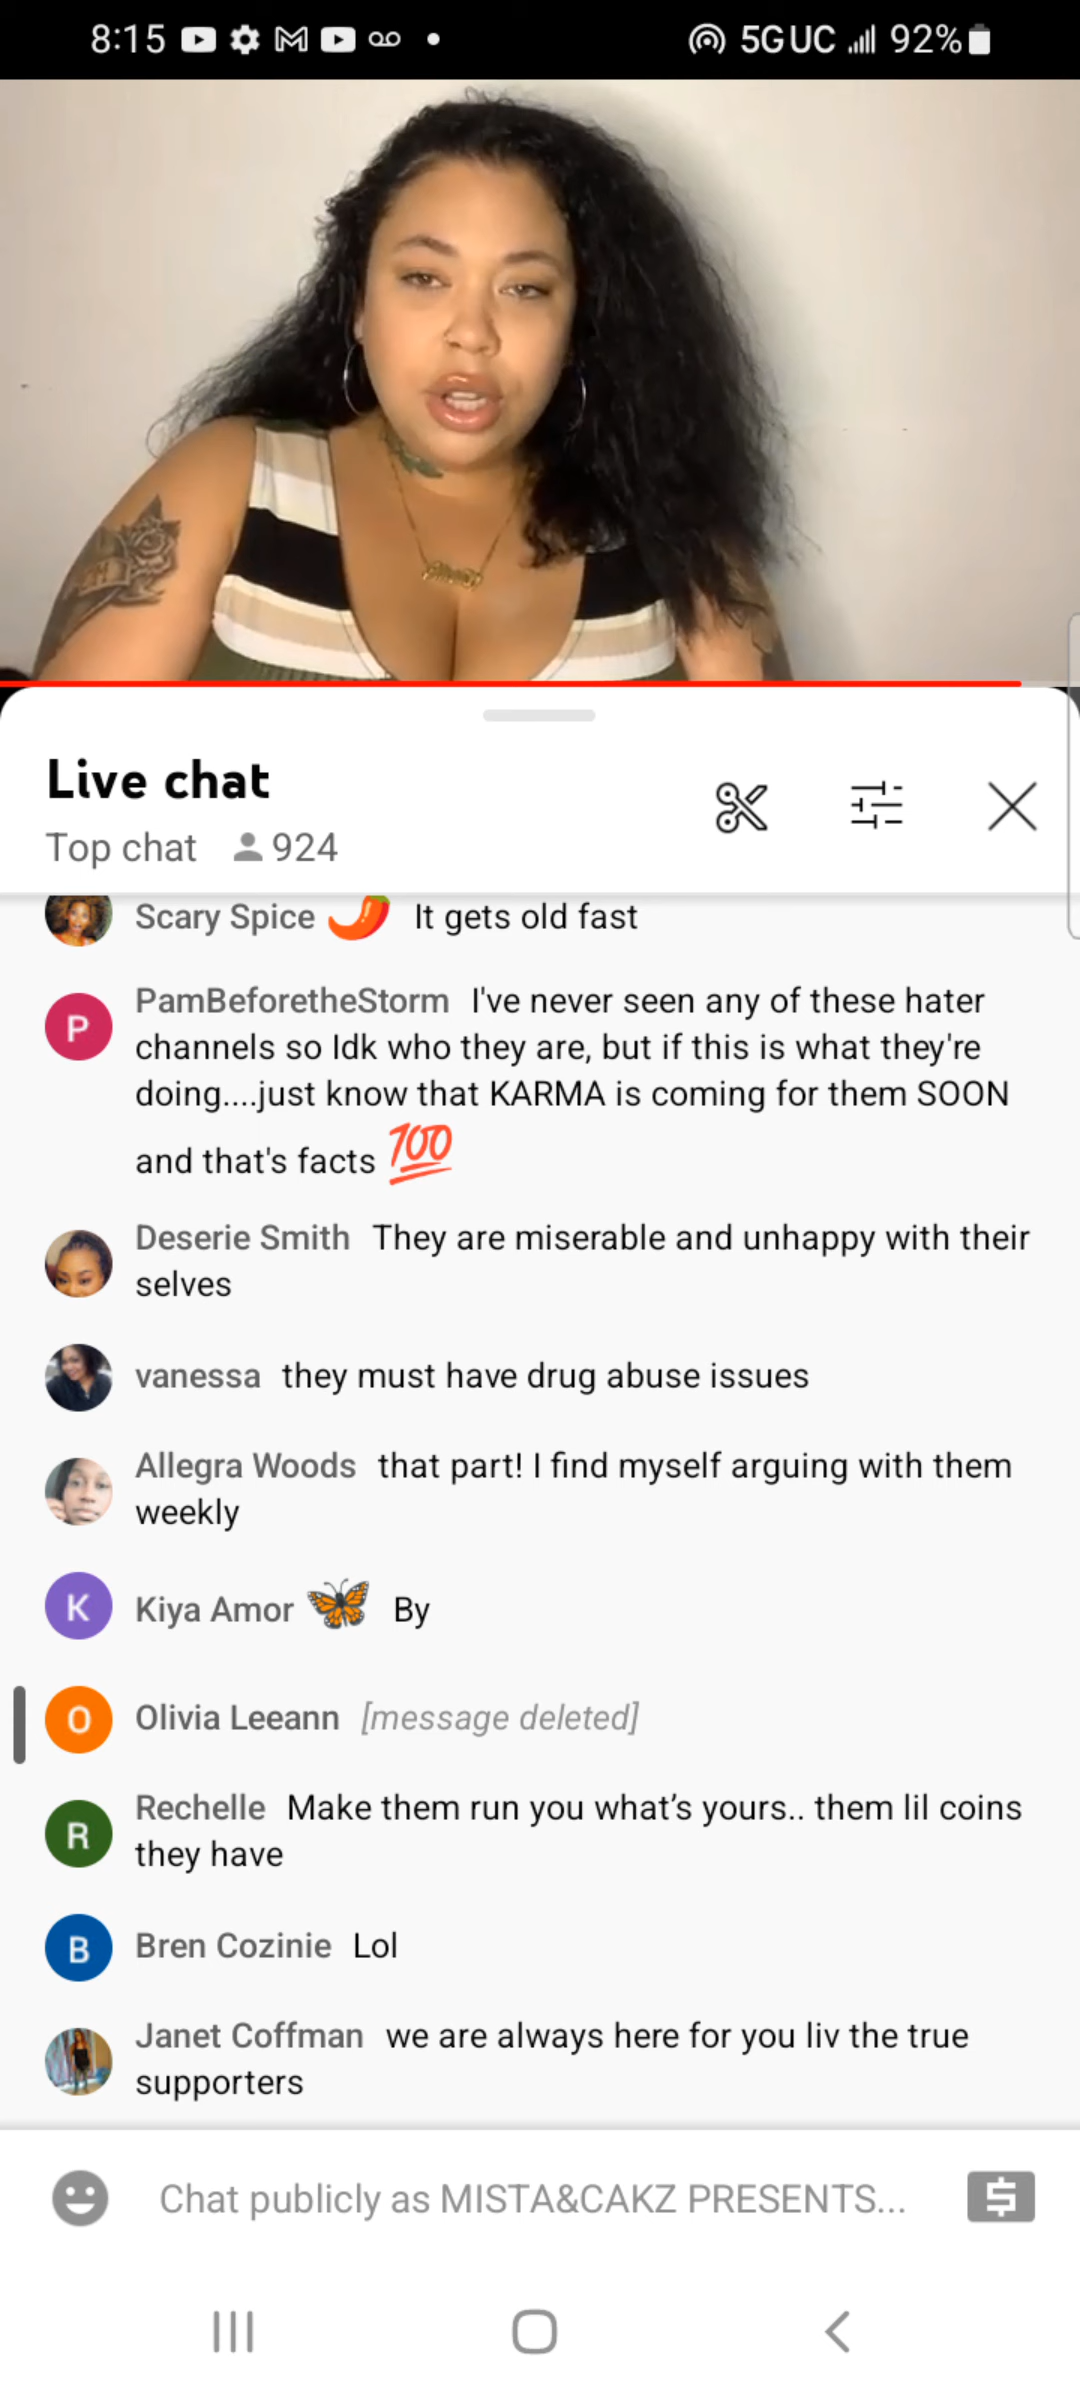 8:15 5G UC 92%
Live chat
Top chat 924
Scary Spice 🌶️ It gets old fast
P PamBeforetheStorm I've never seen any of these hater
channels so Idk who they are, but if this is what they're
doing....just know that KARMA is coming for them SOON
and that's facts 💯
Deserie Smith They are miserable and unhappy with their
selves
vanessa they must have drug abuse issues
Allegra Woods that part! I find myself arguing with them
weekly
K Kiya Amor 🦋 By
O Olivia Leeann [message deleted]
R Rechelle Make them run you what’s yours.. them lil coins
they have
B Bren Cozinie Lol
Janet Coffman we are always here for you liv the true
supporters
Chat publicly as MISTA&CAKZ PRESENTS...